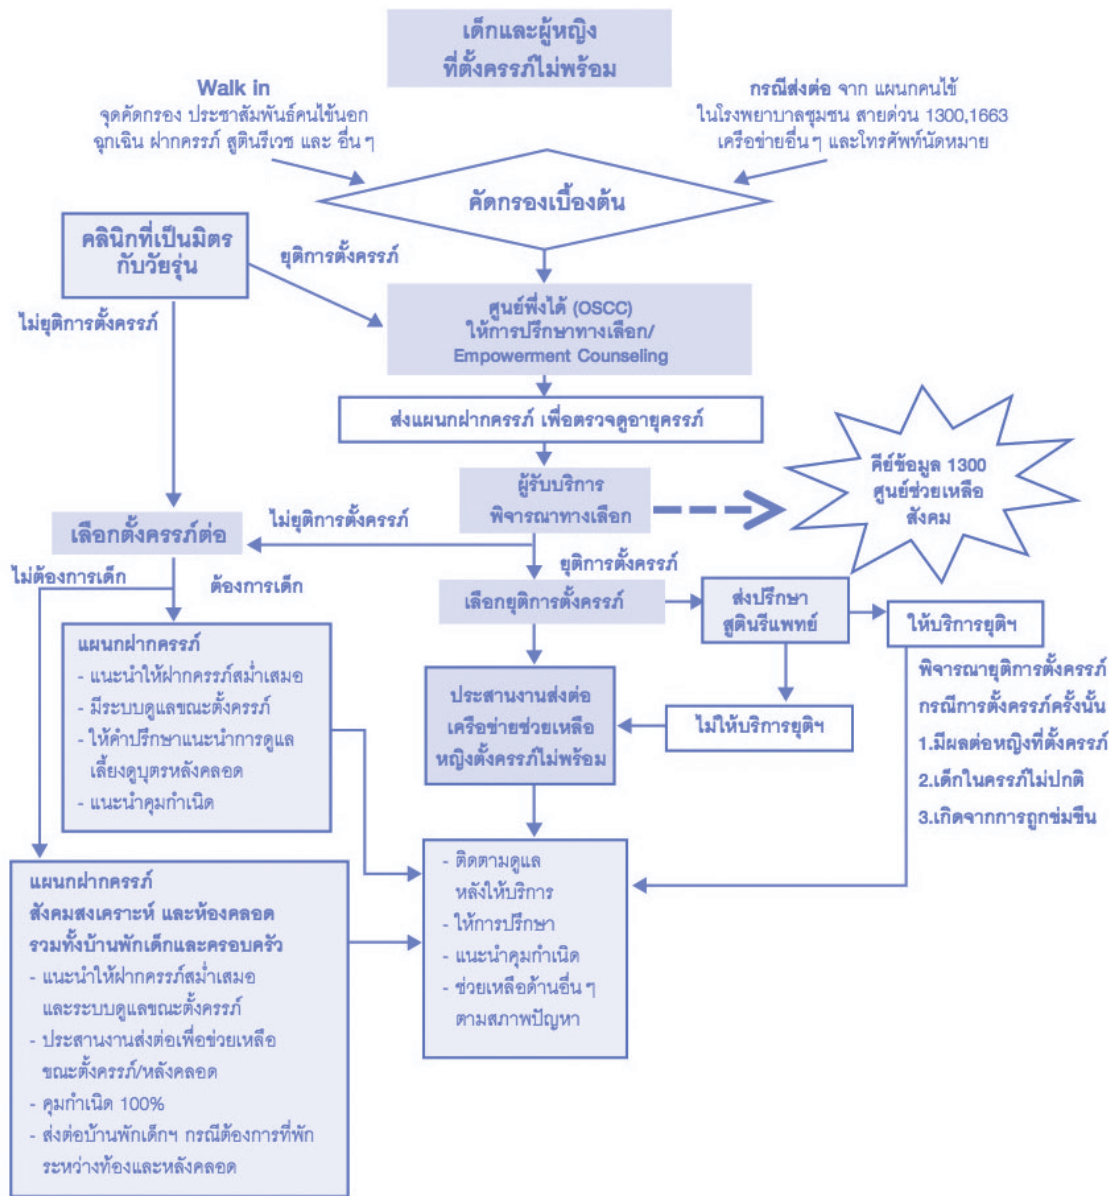 เด็กและผู้หญิง
ที่ตั้งครรภ์ไม่พร้อม
Walk in
จุดคัดกรอง ประชาสัมพันธ์คนไข้นอก
ฉุกเฉิน ฝากครรภ์ สูตินรีเวช และ อื่นๆ
กรณีส่งต่อ จาก แผนกคนไข้
ในโรงพยาบาลชุมชน สายด่วน 1300,1663
เครือข่ายอื่นๆ และโทรศัพท์นัดหมาย
คัดกรองเบื้องต้น
คลินิกที่เป็นมิตร
กับวัยรุ่น
ยุติการตั้งครรภ์
ไม่ยุติการตั้งครรภ์
ศูนย์พึ่งได้ (OSCC)
ให้การปรึกษาทางเลือก/
Empowerment Counseling
ส่งแผนกฝากครรภ์ เพื่อตรวจดูอายุครรภ์
ผู้รับบริการ
พิจารณาทางเลือก
คีย์ข้อมูล 1300
ศูนย์ช่วยเหลือ
สังคม
ไม่ยุติการตั้งครรภ์
เลือกตั้งครรภ์ต่อ
ยุติการตั้งครรภ์
ไม่ต้องการเด็ก
ต้องการเด็ก
เลือกยุติการตั้งครรภ์
ส่งปรึกษา
สูตินรีแพทย์
ให้บริการยุติฯ
แผนกฝากครรภ์
- แนะนำให้ฝากครรภ์สม่ำเสมอ
- มีระบบดูแลขณะตั้งครรภ์
- ให้คำปรึกษาแนะนำการดูแล
เลี้ยงดูบุตรหลังคลอด
- แนะนำคุมกำเนิด
ประสานงานส่งต่อ
เครือข่ายช่วยเหลือ
หญิงตั้งครรภ์ไม่พร้อม
ไม่ให้บริการยุติฯ
พิจารณายุติการตั้งครรภ์
กรณีการตั้งครรภ์ครั้งนั้น
1.มีผลต่อหญิงที่ตั้งครรภ์
2.เด็กในครรภ์ไม่ปกติ
3.เกิดจากการถูกข่มขืน
แผนกฝากครรภ์
สังคมสงเคราะห์ และห้องคลอด
รวมทั้งบ้านพักเด็กและครอบครัว
- แนะนำให้ฝากครรภ์สม่ำเสมอ
และระบบดูแลขณะตั้งครรภ์
- ประสานงานส่งต่อเพื่อช่วยเหลือ
ขณะตั้งครรภ์/หลังคลอด
- คุมกำเนิด 100%
- ส่งต่อบ้านพักเด็กฯ กรณีต้องการที่พัก
ระหว่างท้องและหลังคลอด
- ติดตามดูแล
หลังให้บริการ
- ให้การปรึกษา
- แนะนำคุมกำเนิด
- ช่วยเหลือด้านอื่นๆ
ตามสภาพปัญหา